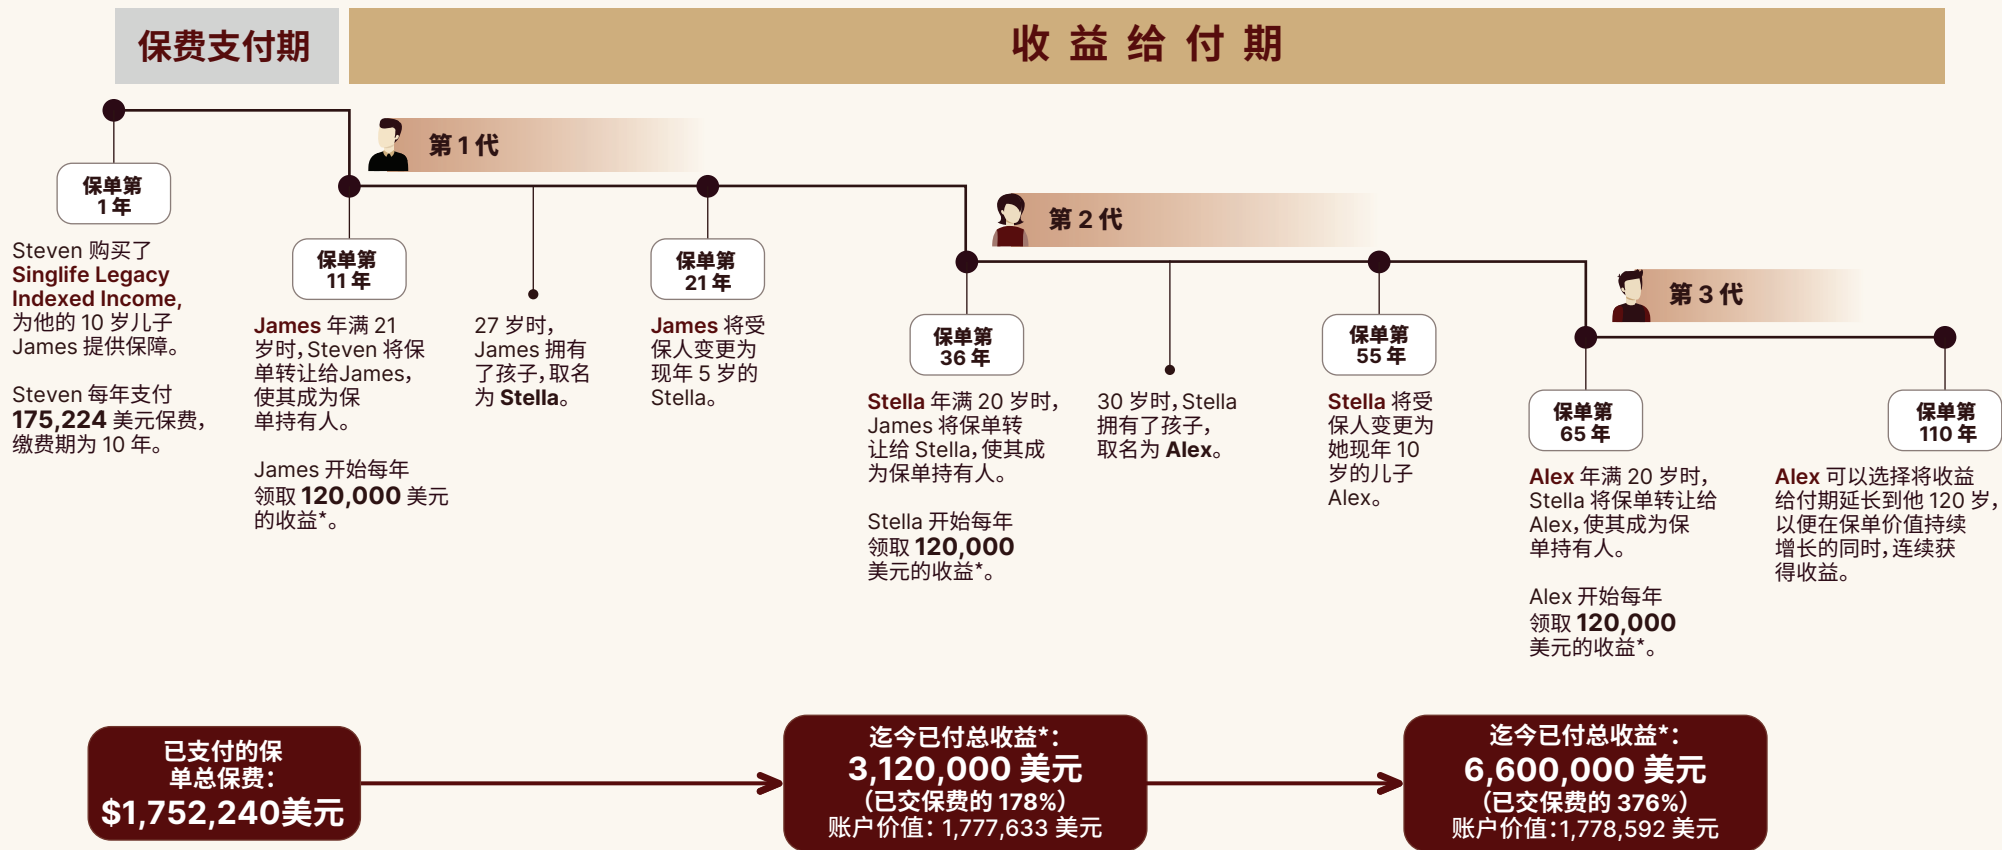 保费支付期
收益给付期
第 1 代
保单第
1 年
Steven 购买了
Singlife Legacy
Indexed Income,
为他的 10 岁儿子
James 提供保障。
Steven 每年支付
175,224 美元保费，
缴费期为 10 年。
保单第
11 年
James 年满 21
岁时，Steven 将保
单转让给James，
使其成为保
单持有人。
James 开始每年
领取 120,000 美元
的收益*。
27 岁时，
James 拥有
了孩子，取名
为 Stella。
保单第
21 年
James 将受
保人变更为
现年 5 岁的
Stella。
第 2 代
保单第
36 年
Stella 年满 20 岁时，
James 将保单转
让给 Stella，使其成
为保单持有人。
Stella 开始每年
领取 120,000
美元的收益*。
30 岁时，Stella
拥有了孩子，
取名为 Alex。
保单第
55 年
Stella 将受
保人变更为
她现年 10
岁的儿子
Alex。
第 3 代
保单第
65 年
Alex 年满 20 岁时，
Stella 将保单转让给
Alex，使其成为保
单持有人。
Alex 开始每年
领取 120,000
美元的收益*。
保单第
110 年
Alex 可以选择将收益
给付期延长到他 120 岁，
以便在保单价值持续
增长的同时，连续获
得收益。
已支付的保
单总保费：
$1,752,240美元
迄今已付总收益*：
3,120,000 美元
（已交保费的 178%）
账户价值：1,777,633 美元
迄今已付总收益*：
6,600,000 美元
（已交保费的 376%）
账户价值：1,778,592 美元